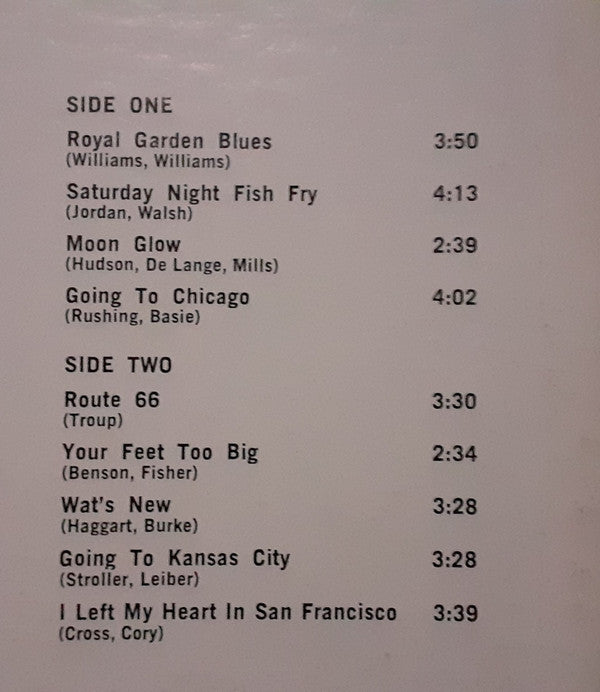 SIDE ONE
Royal Garden Blues 3:50
(Williams, Williams)
Saturday Night Fish Fry 4:13
(Jordan, Walsh)
Moon Glow 2:39
(Hudson, De Lange, Mills)
Going To Chicago 4:02
(Rushing, Basie)
SIDE TWO
Route 66 3:30
(Troup)
Your Feet Too Big 2:34
(Benson, Fisher)
Wat's New 3:28
(Haggart, Burke)
Going To Kansas City 3:28
(Stroller, Leiber)
I Left My Heart In San Francisco 3:39
(Cross, Cory)